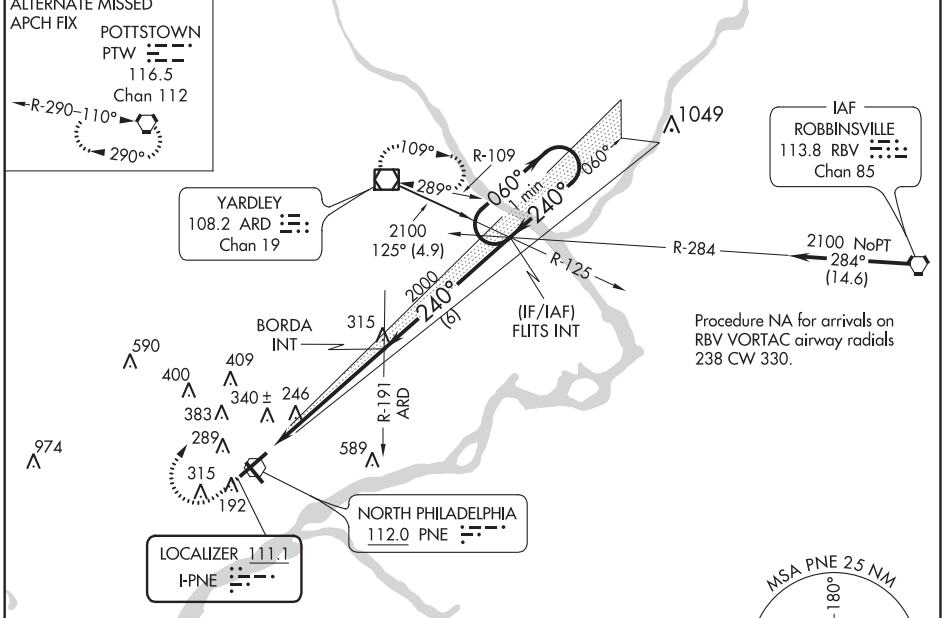 ALTERNATE MISSED
APCH FIX
POTTSTOWN
PTW
116.5
Chan 112
R-290
110°
290°
1049
IAF
ROBBINSVILLE
113.8 RBV
Chan 85
109°
R-109
289°
060°
1 min
060°
240°
YARDLEY
108.2 ARD
Chan 19
2100
125° (4.9)
R-284
2100 NoPT
284°
(14.6)
R-125
2000
240°
(6)
(IF/IAF)
FLITS INT
BORDA
INT
315
Procedure NA for arrivals on
RBV VORTAC airway radials
238 CW 330.
590
409
400
340 ±
246
383
R-191
ARD
289
974
589
315
192
NORTH PHILADELPHIA
112.0 PNE
LOCALIZER 111.1
I-PNE
MSA PNE 25 NM
180°